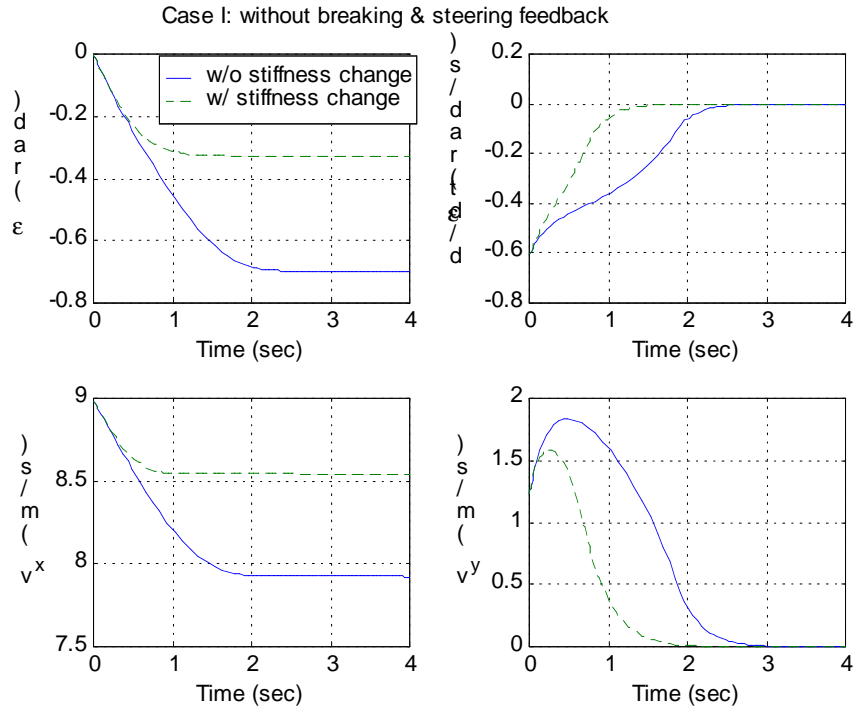 Case I: without breaking & steering feedback
0
-0.2
-0.4
-0.6
-0.8
ε (rad)
w/o stiffness change
w/ stiffness change
0 1 2 3 4
Time (sec)
0.2
0
-0.2
-0.4
-0.6
-0.8
d/dt ε (rad/s)
0 1 2 3 4
Time (sec)
9
8.5
8
7.5
v x (m/s)
0 1 2 3 4
Time (sec)
2
1.5
1
0.5
0
v y (m/s)
0 1 2 3 4
Time (sec)